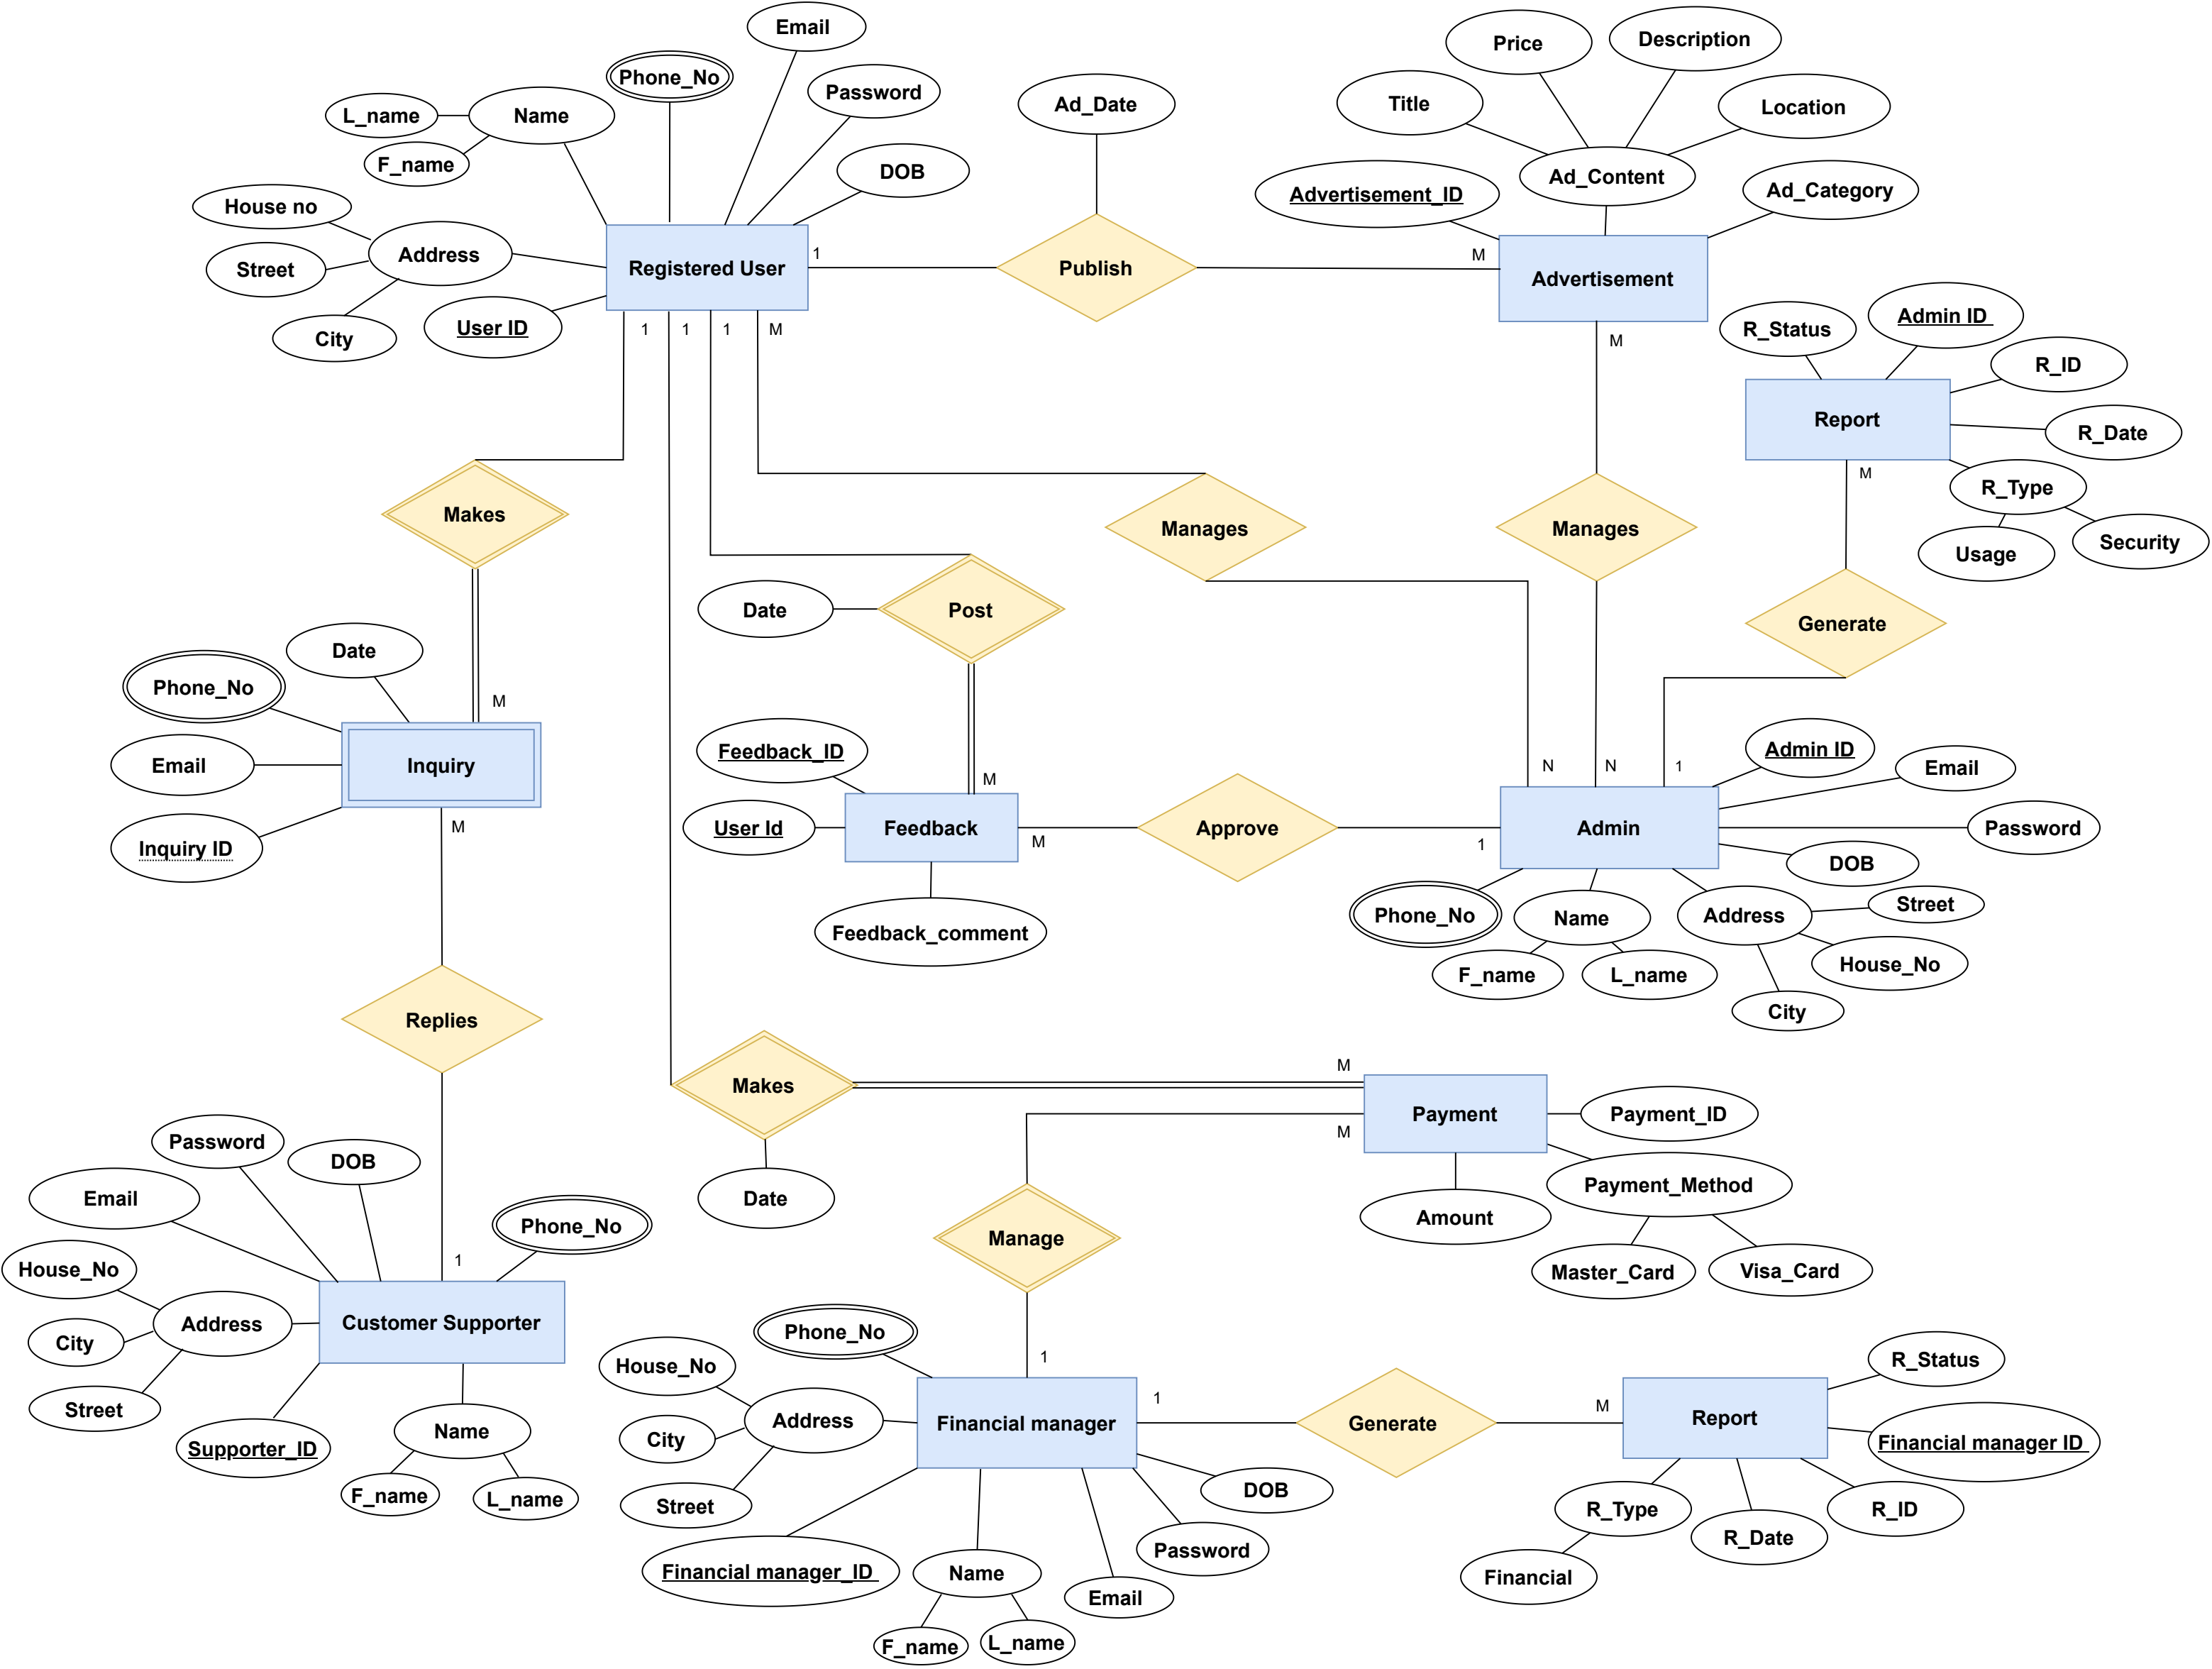 Email
Phone_No
Password
L_name
Name
F_name
DOB
House no
Address
Street
City
User ID
Registered User
1
Ad_Date
Publish
M
Price
Description
Title
Location
Ad_Content
Advertisement_ID
Ad_Category
Advertisement
1
1
1
M
M
R_Status
Admin ID
R_ID
Report
R_Date
M
R_Type
Usage
Security
Makes
Manages
Manages
Date
Post
Generate
Date
Phone_No
M
Email
Inquiry
Inquiry ID
M
Feedback_ID
M
User Id
Feedback
M
Feedback_comment
Approve
1
N
N
1
Admin ID
Email
Admin
Password
DOB
Phone_No
Name
Address
Street
F_name
L_name
House_No
City
Replies
Makes
M
Date
M
Payment
Payment_ID
Payment_Method
Amount
Master_Card
Visa_Card
Manage
Password
DOB
Email
Phone_No
House_No
1
Address
Customer Supporter
City
Street
Name
Supporter_ID
F_name
L_name
Phone_No
1
House_No
Address
Financial manager
1
City
Street
Generate
M
Report
R_Status
Financial manager ID
DOB
R_Type
R_ID
R_Date
Financial
Password
Financial manager_ID
Name
Email
F_name
L_name